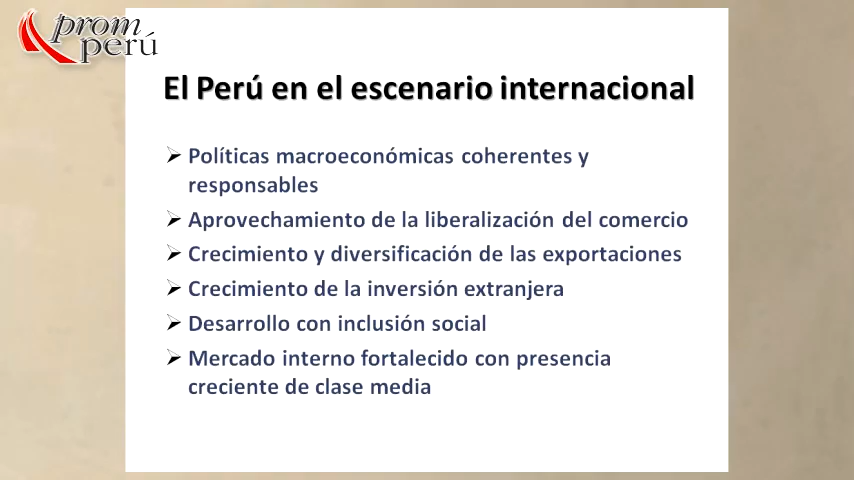 prom
perú
El Perú en el escenario internacional
Políticas macroeconómicas coherentes y
responsables
Aprovechamiento de la liberalización del comercio
Crecimiento y diversificación de las exportaciones
Crecimiento de la inversión extranjera
Desarrollo con inclusión social
Mercado interno fortalecido con presencia
creciente de clase media